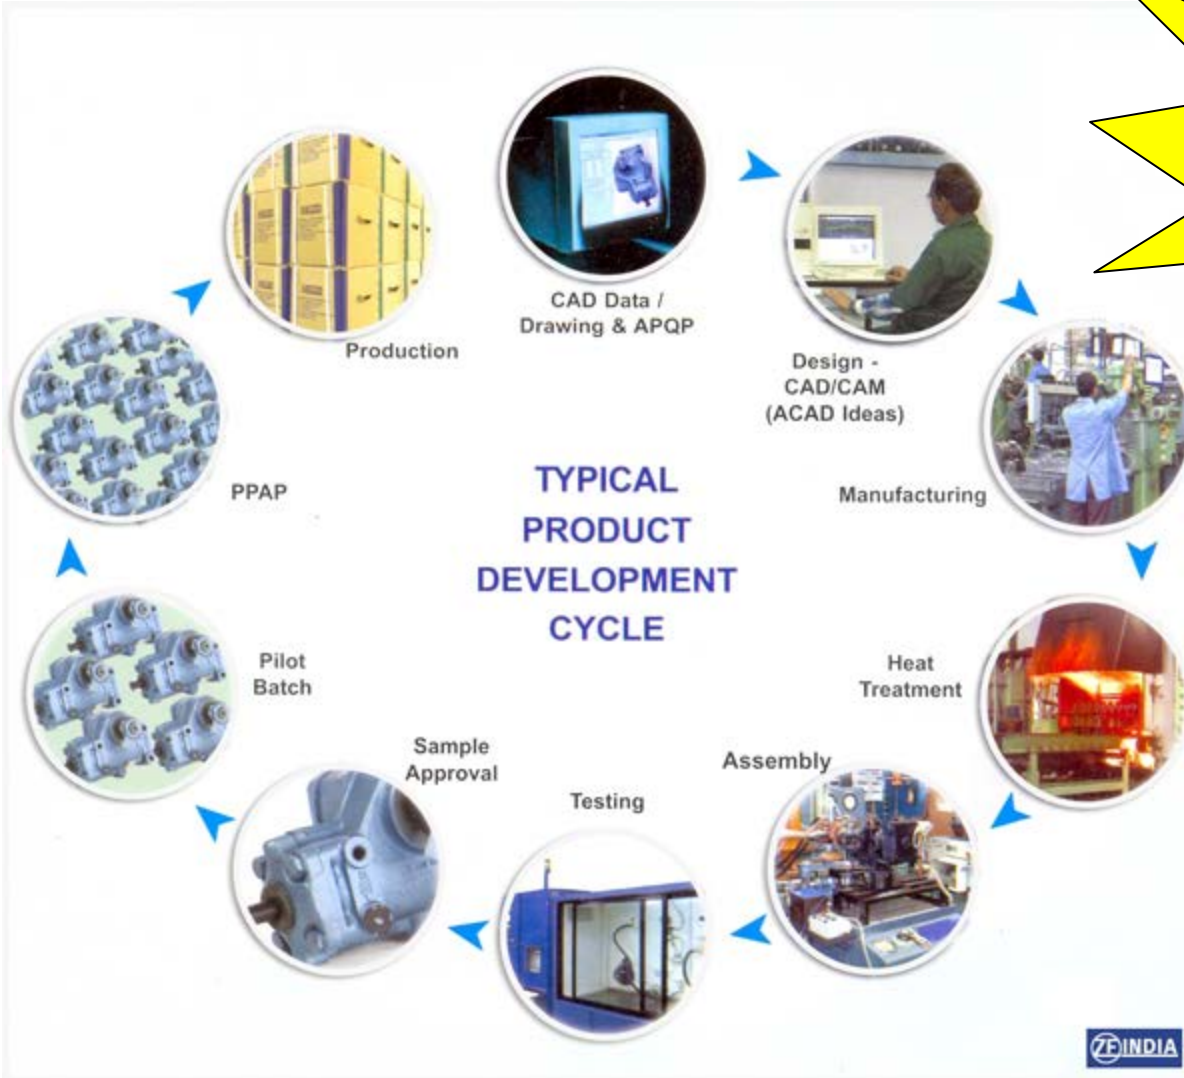 CAD Data /
Drawing & APQP
Design -
CAD/CAM
(ACAD Ideas)
Manufacturing
Heat
Treatment
Assembly
Testing
Sample
Approval
Pilot
Batch
PPAP
Production
TYPICAL
PRODUCT
DEVELOPMENT
CYCLE
ZF INDIA